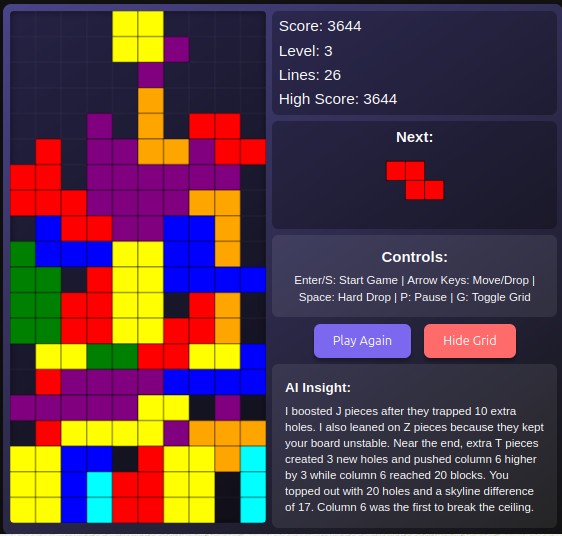 Score: 3644
Level: 3
Lines: 26
High Score: 3644
Next:
Controls:
Enter/S: Start Game | Arrow Keys: Move/Drop |
Space: Hard Drop | P: Pause | G: Toggle Grid
Play Again
Hide Grid
AI Insight:
I boosted J pieces after they trapped 10 extra
holes. I also leaned on Z pieces because they kept
your board unstable. Near the end, extra T pieces
created 3 new holes and pushed column 6 higher
by 3 while column 6 reached 20 blocks. You
topped out with 20 holes and a skyline difference
of 17. Column 6 was the first to break the ceiling.